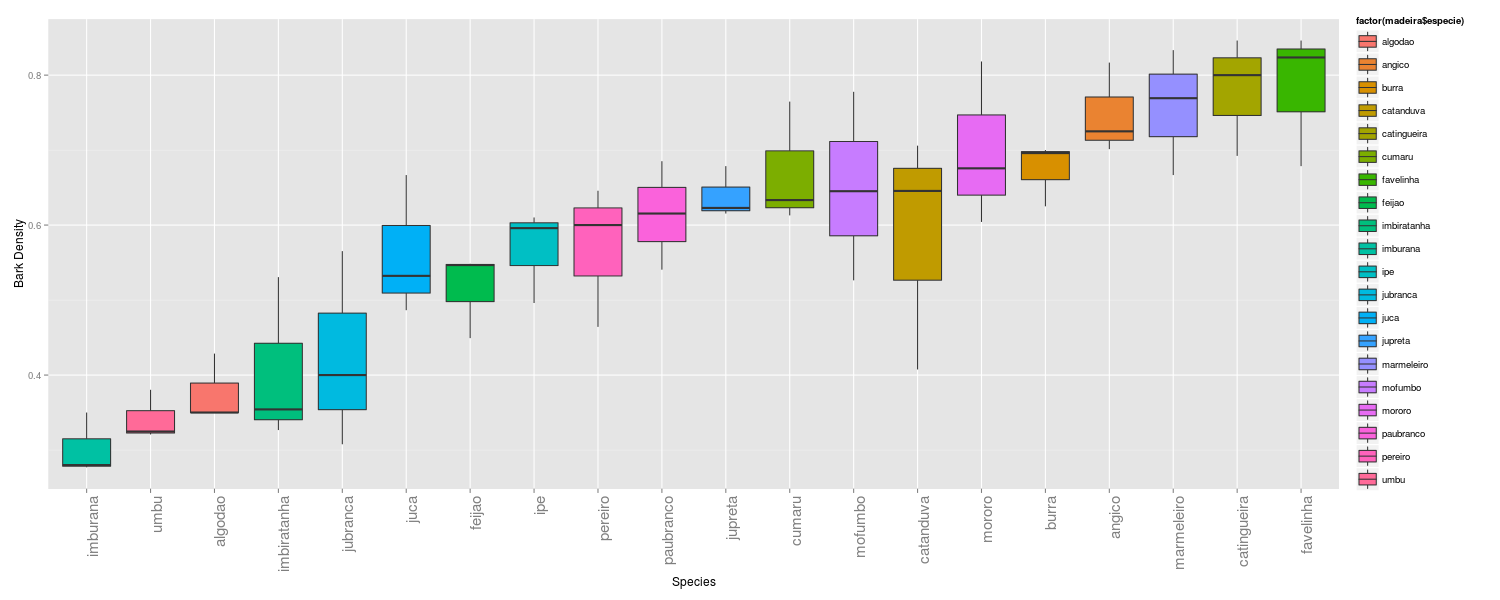 factor(madeira$especie)
algodao
angico
burra
catanduva
catingueira
cumaru
favelinha
feijao
imbiratanha
imburana
ipe
jubranca
juca
jupreta
marmeleiro
mofumbo
mororo
paubranco
pereiro
umbu
Bark Density
0.8
0.6
0.4
imburana
umbu
algodao
imbiratanha
jubranca
juca
feijao
ipe
pereiro
paubranco
jupreta
cumaru
mofumbo
catanduva
mororo
burra
angico
marmeleiro
catingueira
favelinha
Species